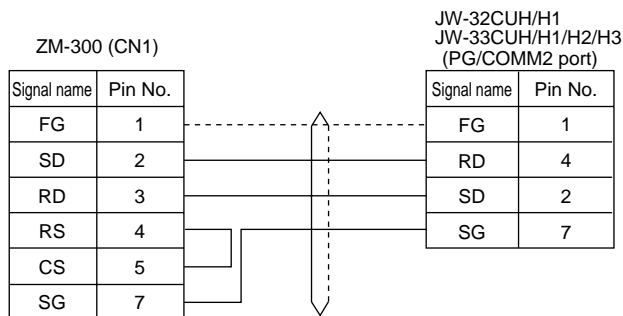 JW-32CUH/H1
JW-33CUH/H1/H2/H3
(PG/COMM2 port)
ZM-300 (CN1)
Signal name Pin No.
FG 1
SD 2
RD 3
RS 4
CS 5
SG 7
Signal name Pin No.
FG 1
RD 4
SD 2
SG 7